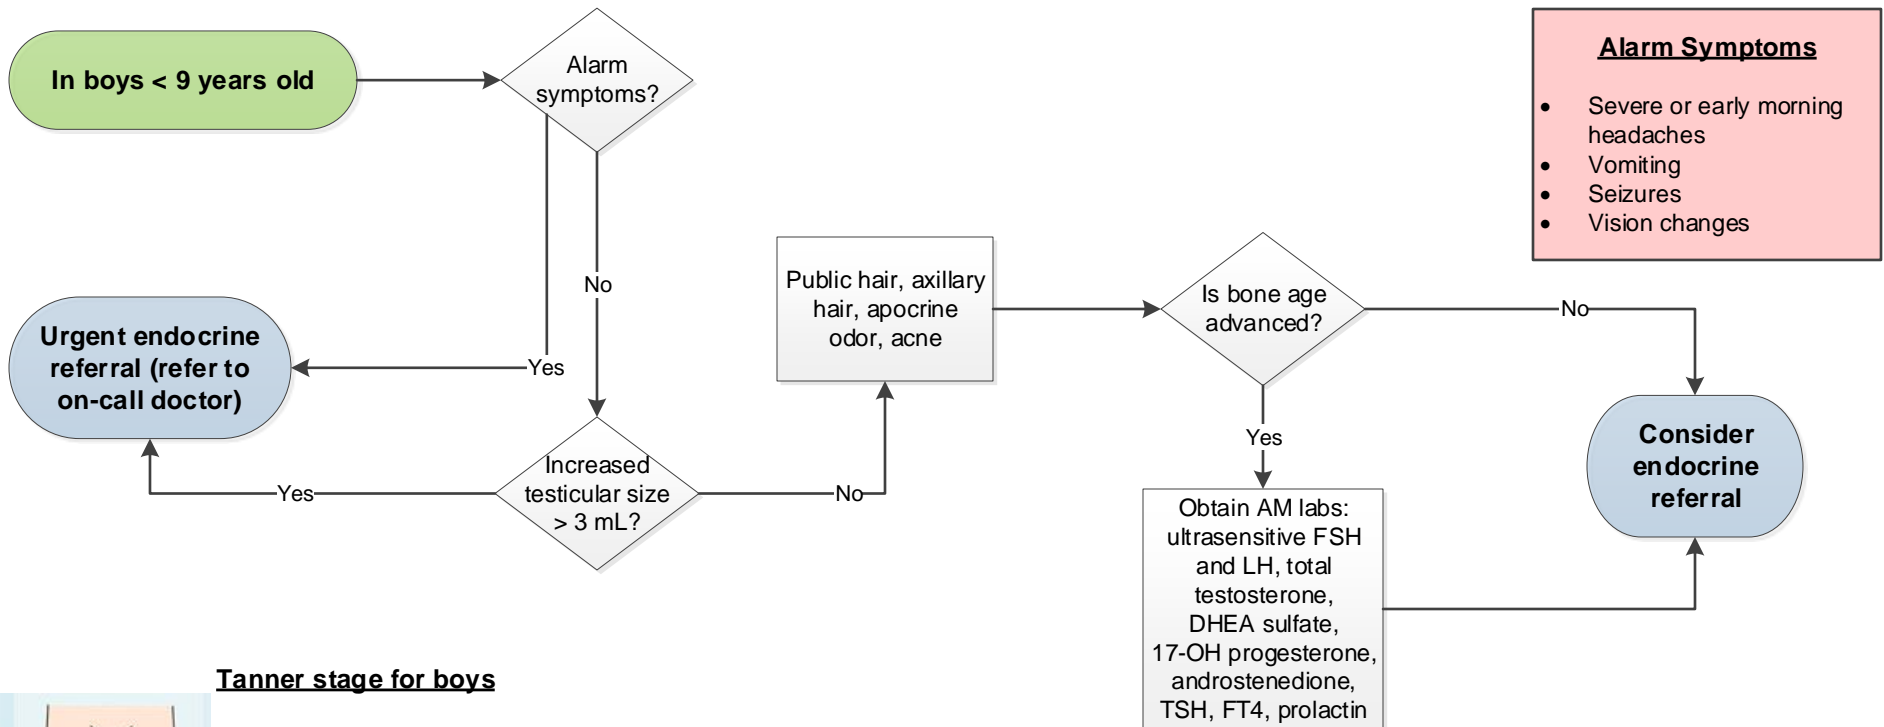 In boys < 9 years old
Alarm
symptoms?
Alarm Symptoms
• Severe or early morning
headaches
• Vomiting
• Seizures
• Vision changes
No
Yes
Urgent endocrine
referral (refer to
on-call doctor)
Increased
testicular size
> 3 mL?
Yes
No
Public hair, axillary
hair, apocrine
odor, acne
Is bone age
advanced?
No
Yes
Consider
endocrine
referral
Obtain AM labs:
ultrasensitive FSH
and LH, total
testosterone,
DHEA sulfate,
17-OH progesterone,
androstenedione,
TSH, FT4, prolactin
Tanner stage for boys